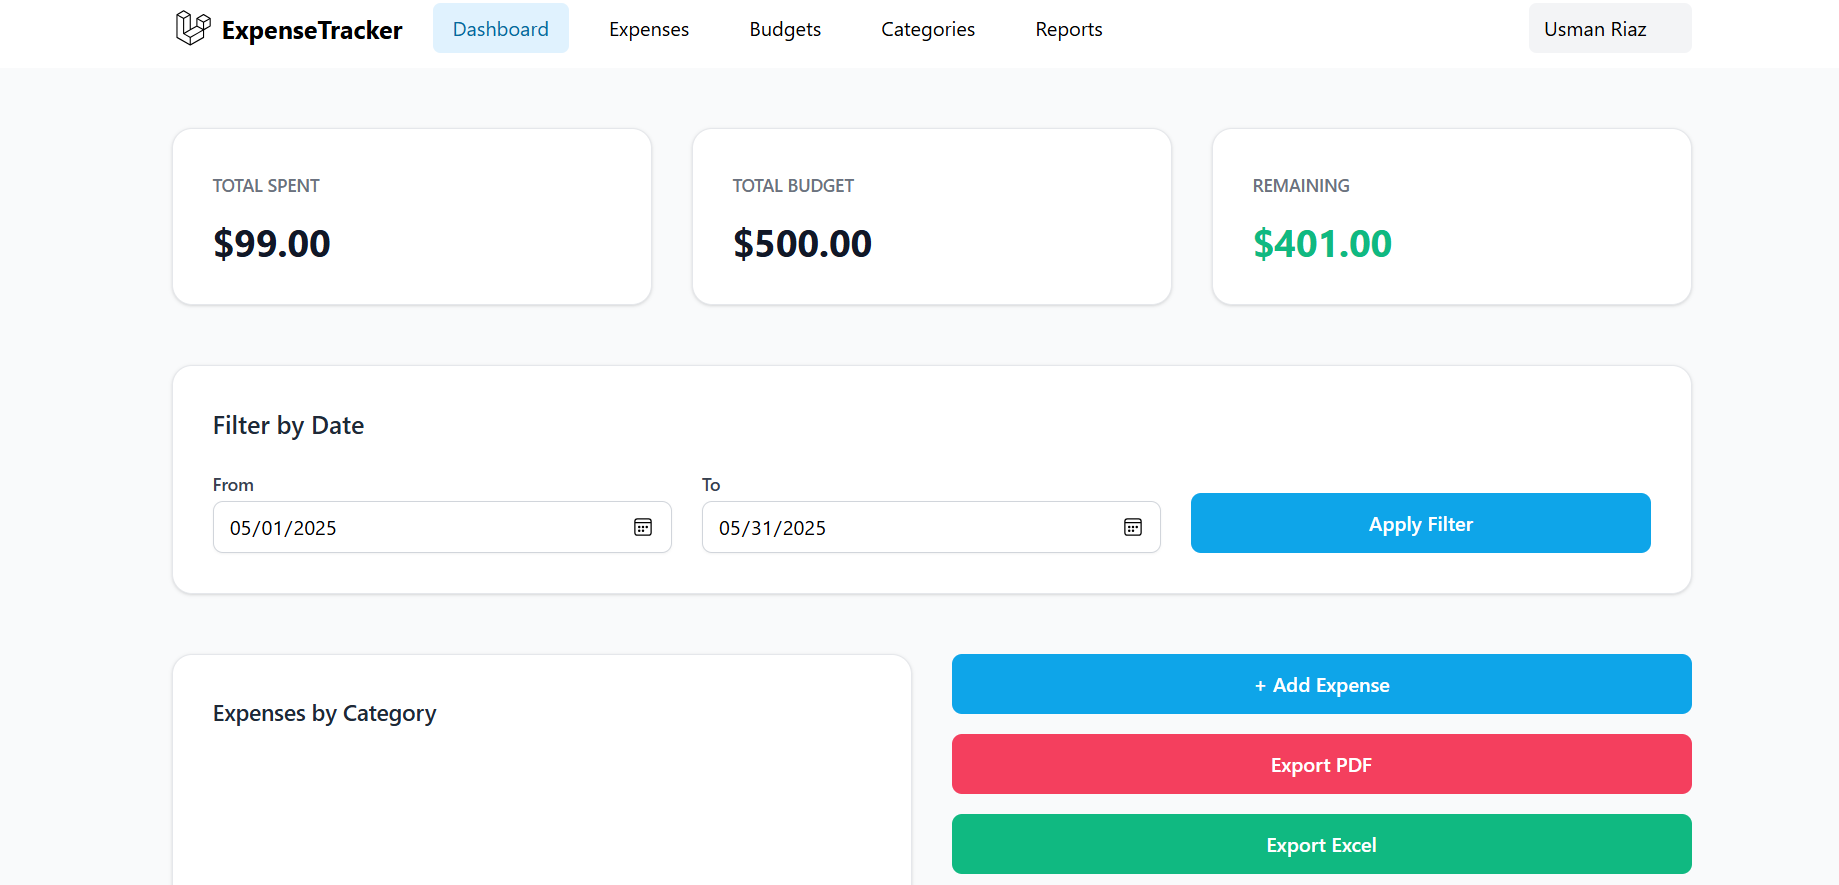 ExpenseTracker Dashboard Expenses Budgets Categories Reports Usman Riaz
TOTAL SPENT
$99.00
TOTAL BUDGET
$500.00
REMAINING
$401.00
Filter by Date
From
05/01/2025
To
05/31/2025
Apply Filter
Expenses by Category
+ Add Expense
Export PDF
Export Excel